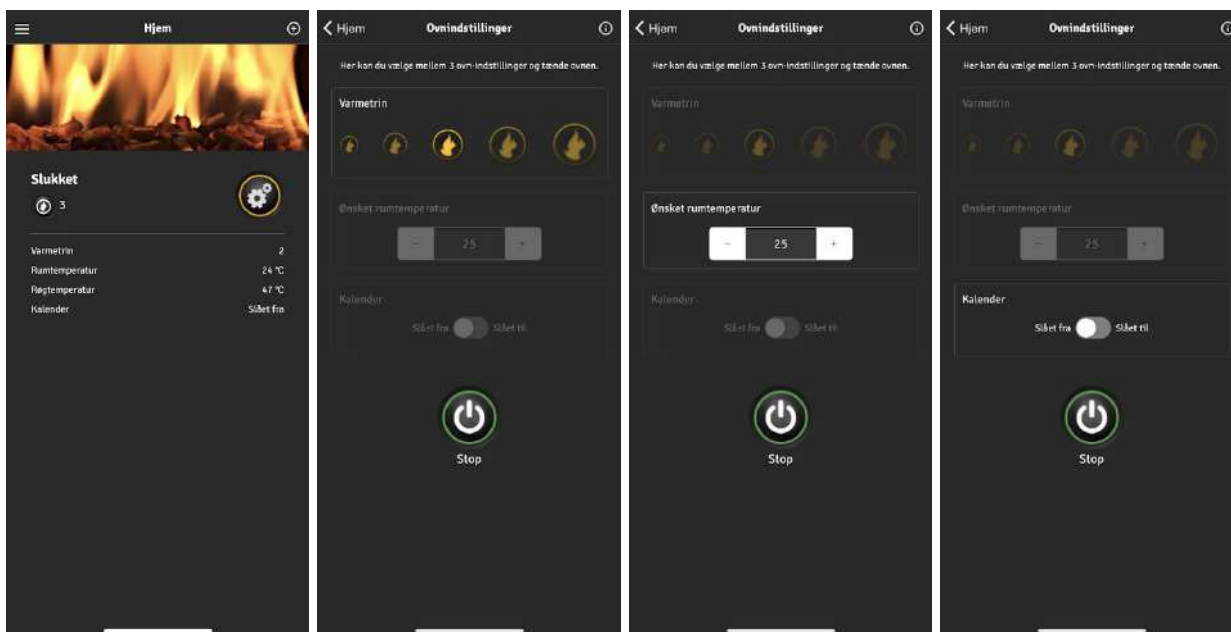 Hjem
Slukket
3
Varmetrin 2
Rumtemperatur 24 °C
Røgtemperatur 47 °C
Kalender Slået fra
Hjem Ovnindstillinger
Her kan du vælge mellem 3 ovn-indstillinger og tænde ovnen.
Varmetrin
Ønsket rumtemperatur
- 25 +
Kalender
Slået fra Slået til
Stop
Hjem Ovnindstillinger
Her kan du vælge mellem 3 ovn-indstillinger og tænde ovnen.
Varmetrin
Ønsket rumtemperatur
- 25 +
Kalender
Slået fra Slået til
Stop
Hjem Ovnindstillinger
Her kan du vælge mellem 3 ovn-indstillinger og tænde ovnen.
Varmetrin
Ønsket rumtemperatur
- 25 +
Kalender
Slået fra Slået til
Stop